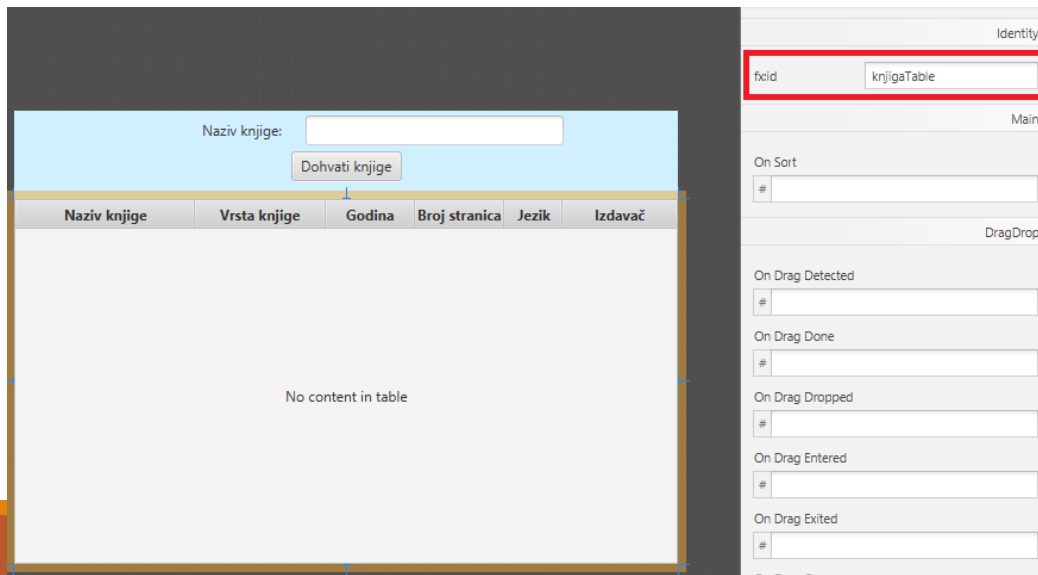 Identity
fx:id knjigaTable
Main
Naziv knjige:
Dohvati knjige
On Sort
#
Naziv knjige Vrsta knjige Godina Broj stranica Jezik Izdavač
DragDrop
On Drag Detected
#
On Drag Done
#
No content in table
On Drag Dropped
#
On Drag Entered
#
On Drag Exited
#